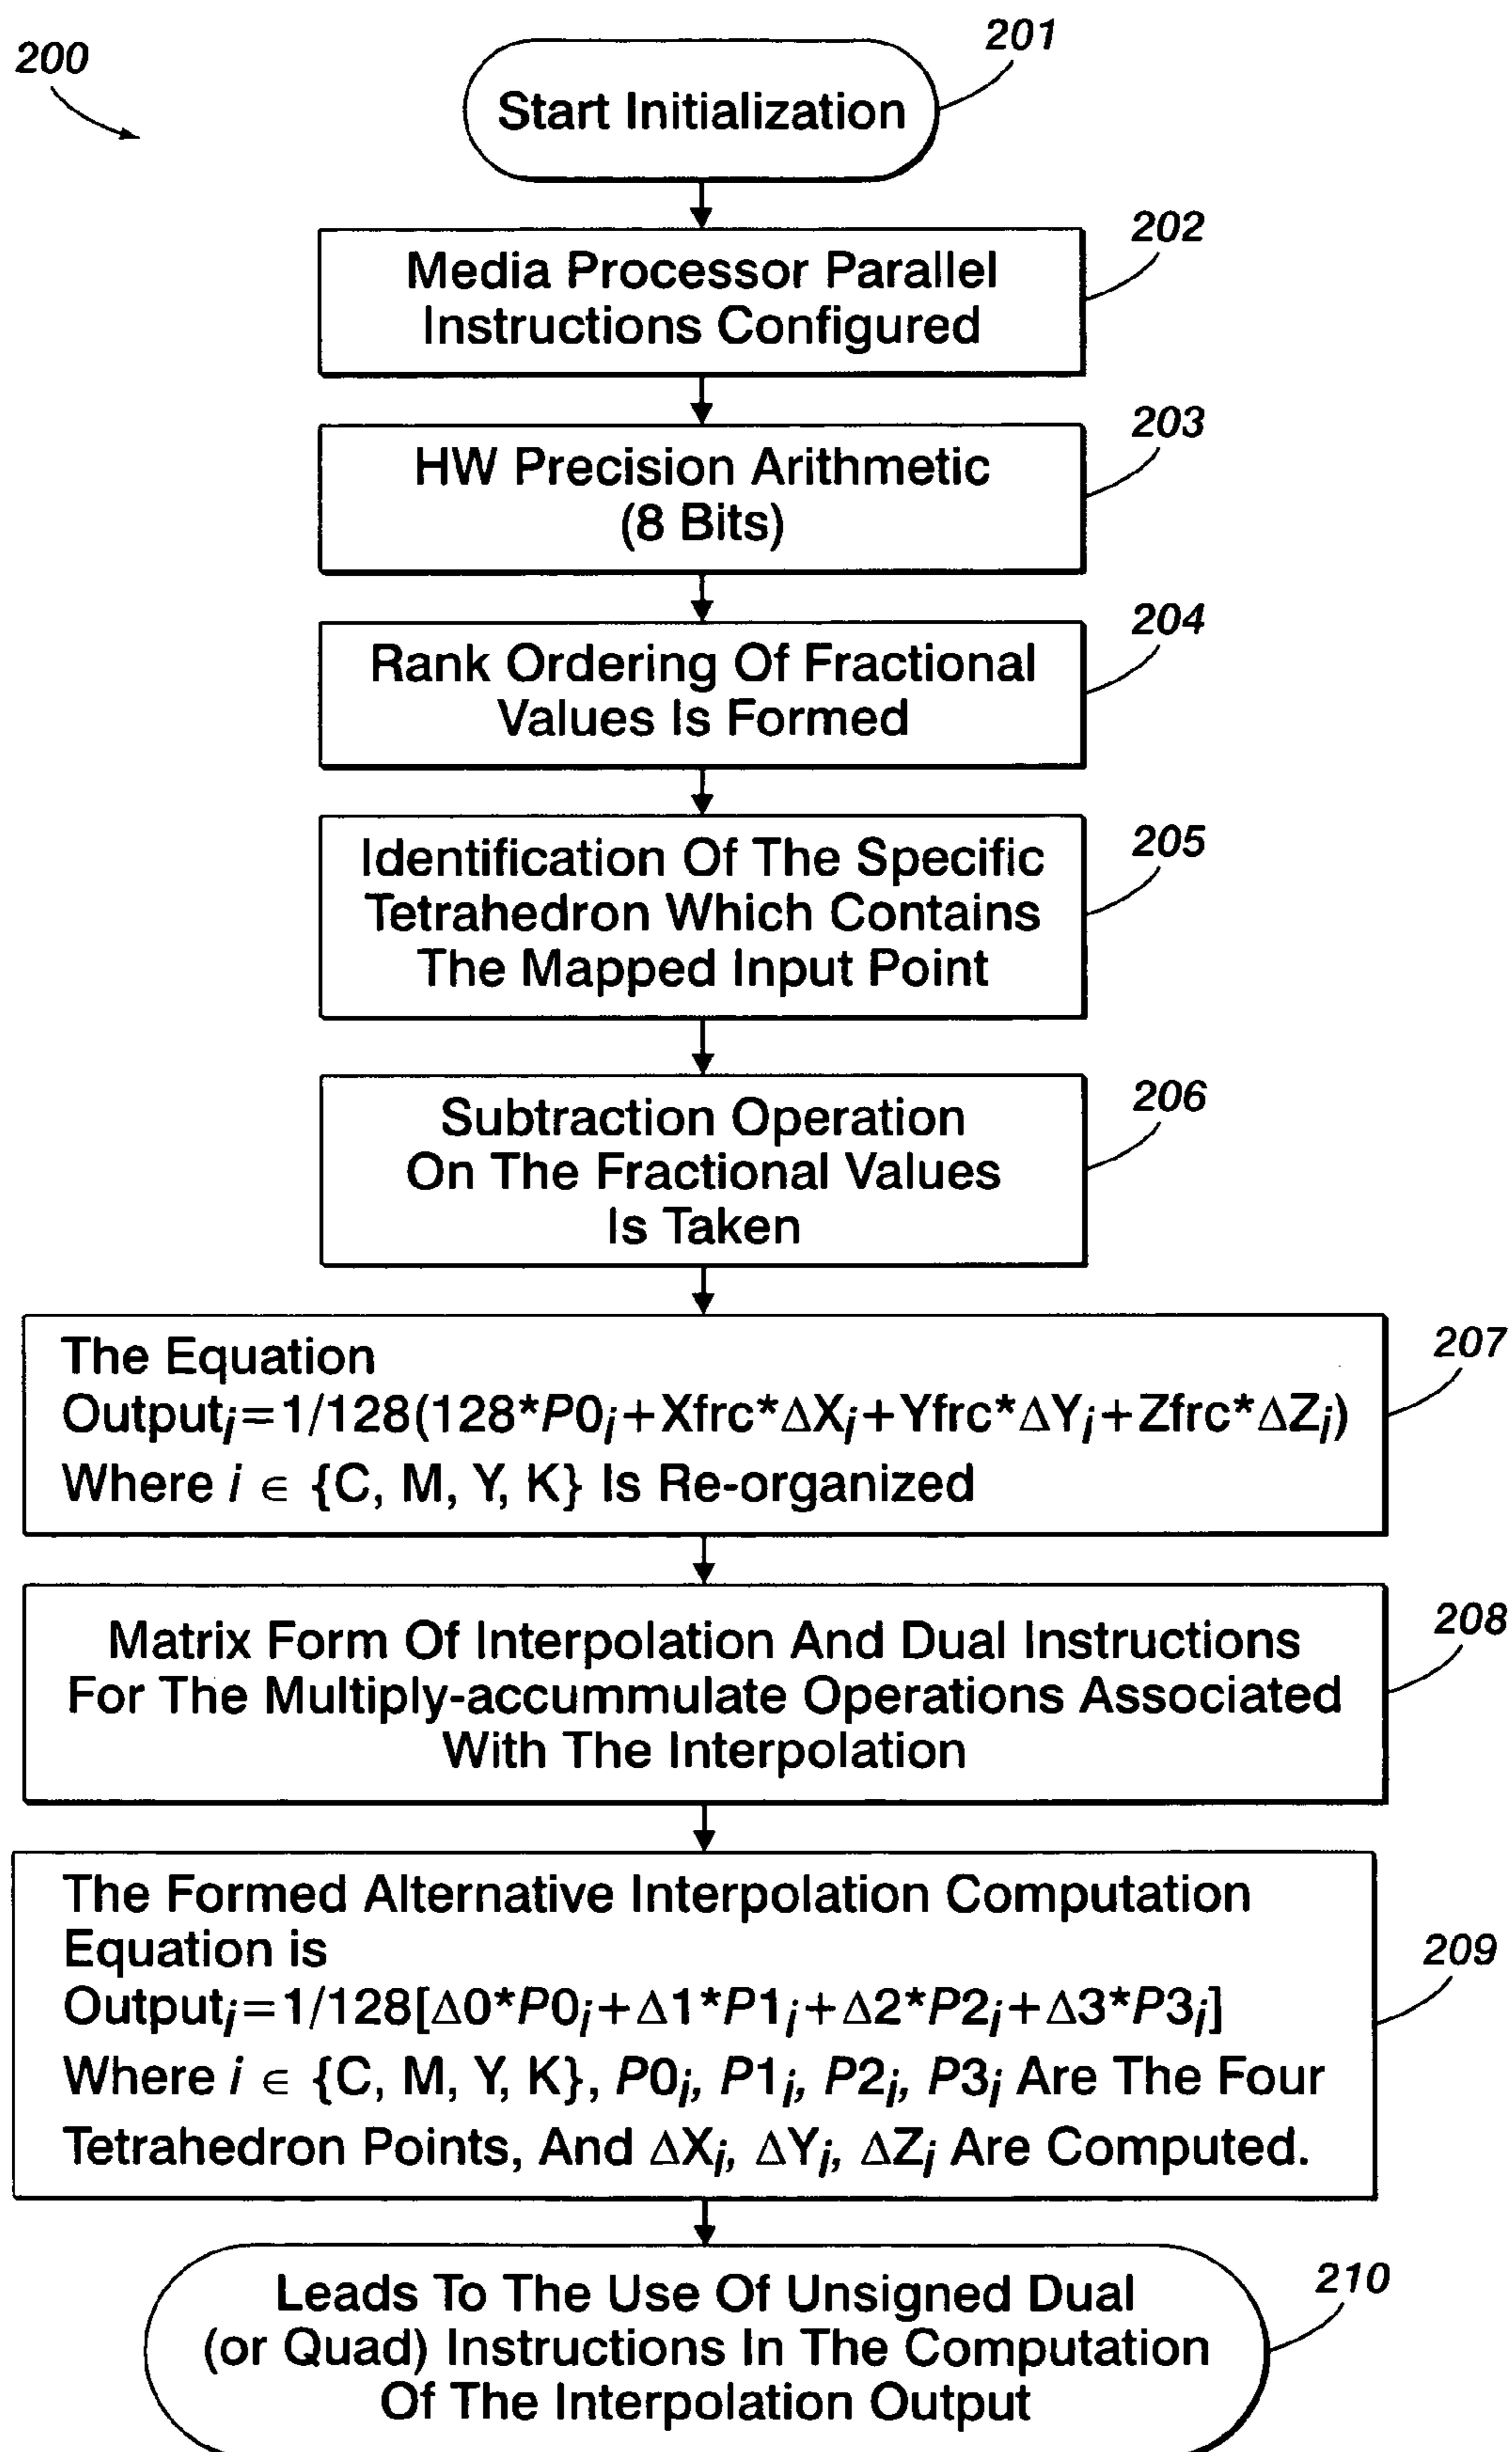 200
201
Start Initialization
202
Media Processor Parallel
Instructions Configured
203
HW Precision Arithmetic
(8 Bits)
204
Rank Ordering Of Fractional
Values Is Formed
205
Identification Of The Specific
Tetrahedron Which Contains
The Mapped Input Point
206
Subtraction Operation
On The Fractional Values
Is Taken
207
The Equation
Outputᵢ=1/128(128*P0ᵢ+Xfrc*ΔXᵢ+Yfrc*ΔYᵢ+Zfrc*ΔZᵢ)
Where i ∈ {C, M, Y, K} Is Re-organized
208
Matrix Form Of Interpolation And Dual Instructions
For The Multiply-accummulate Operations Associated
With The Interpolation
209
The Formed Alternative Interpolation Computation
Equation is
Outputᵢ=1/128[Δ0*P0ᵢ+Δ1*P1ᵢ+Δ2*P2ᵢ+Δ3*P3ᵢ]
Where i ∈ {C, M, Y, K}, P0ᵢ, P1ᵢ, P2ᵢ, P3ᵢ Are The Four
Tetrahedron Points, And ΔXᵢ, ΔYᵢ, ΔZᵢ Are Computed.
210
Leads To The Use Of Unsigned Dual
(or Quad) Instructions In The Computation
Of The Interpolation Output